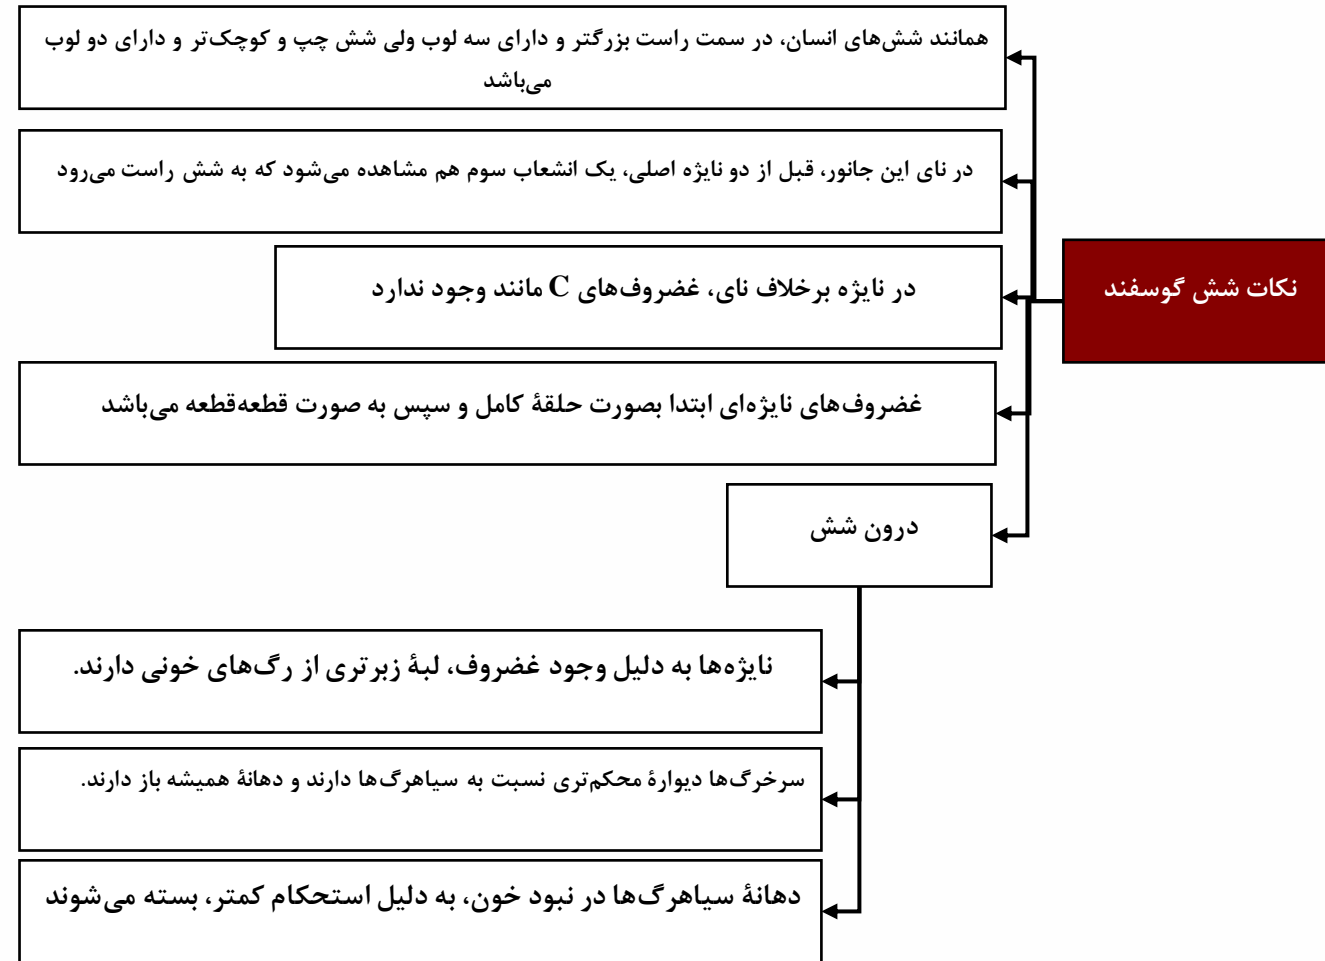 همانند شش‌های انسان، در سمت راست بزرگتر و دارای سه لوب ولی شش چپ و کوچک‌تر و دارای دو لوب
می‌باشد
در نای این جانور، قبل از دو نایژه اصلی، یک انشعاب سوم هم مشاهده می‌شود که به شش راست می‌رود
نکات شش گوسفند
در نایژه برخلاف نای، غضروف‌های C مانند وجود ندارد
غضروف‌های نایژه‌ای ابتدا بصورت حلقهٔ کامل و سپس به صورت قطعه‌قطعه می‌باشد
درون شش
نایژه‌ها به دلیل وجود غضروف، لبهٔ زبرتری از رگ‌های خونی دارند.
سرخرگ‌ها دیوارهٔ محکم‌تری نسبت به سیاهرگ‌ها دارند و دهانهٔ همیشه باز دارند.
دهانهٔ سیاهرگ‌ها در نبود خون، به دلیل استحکام کمتر، بسته می‌شوند